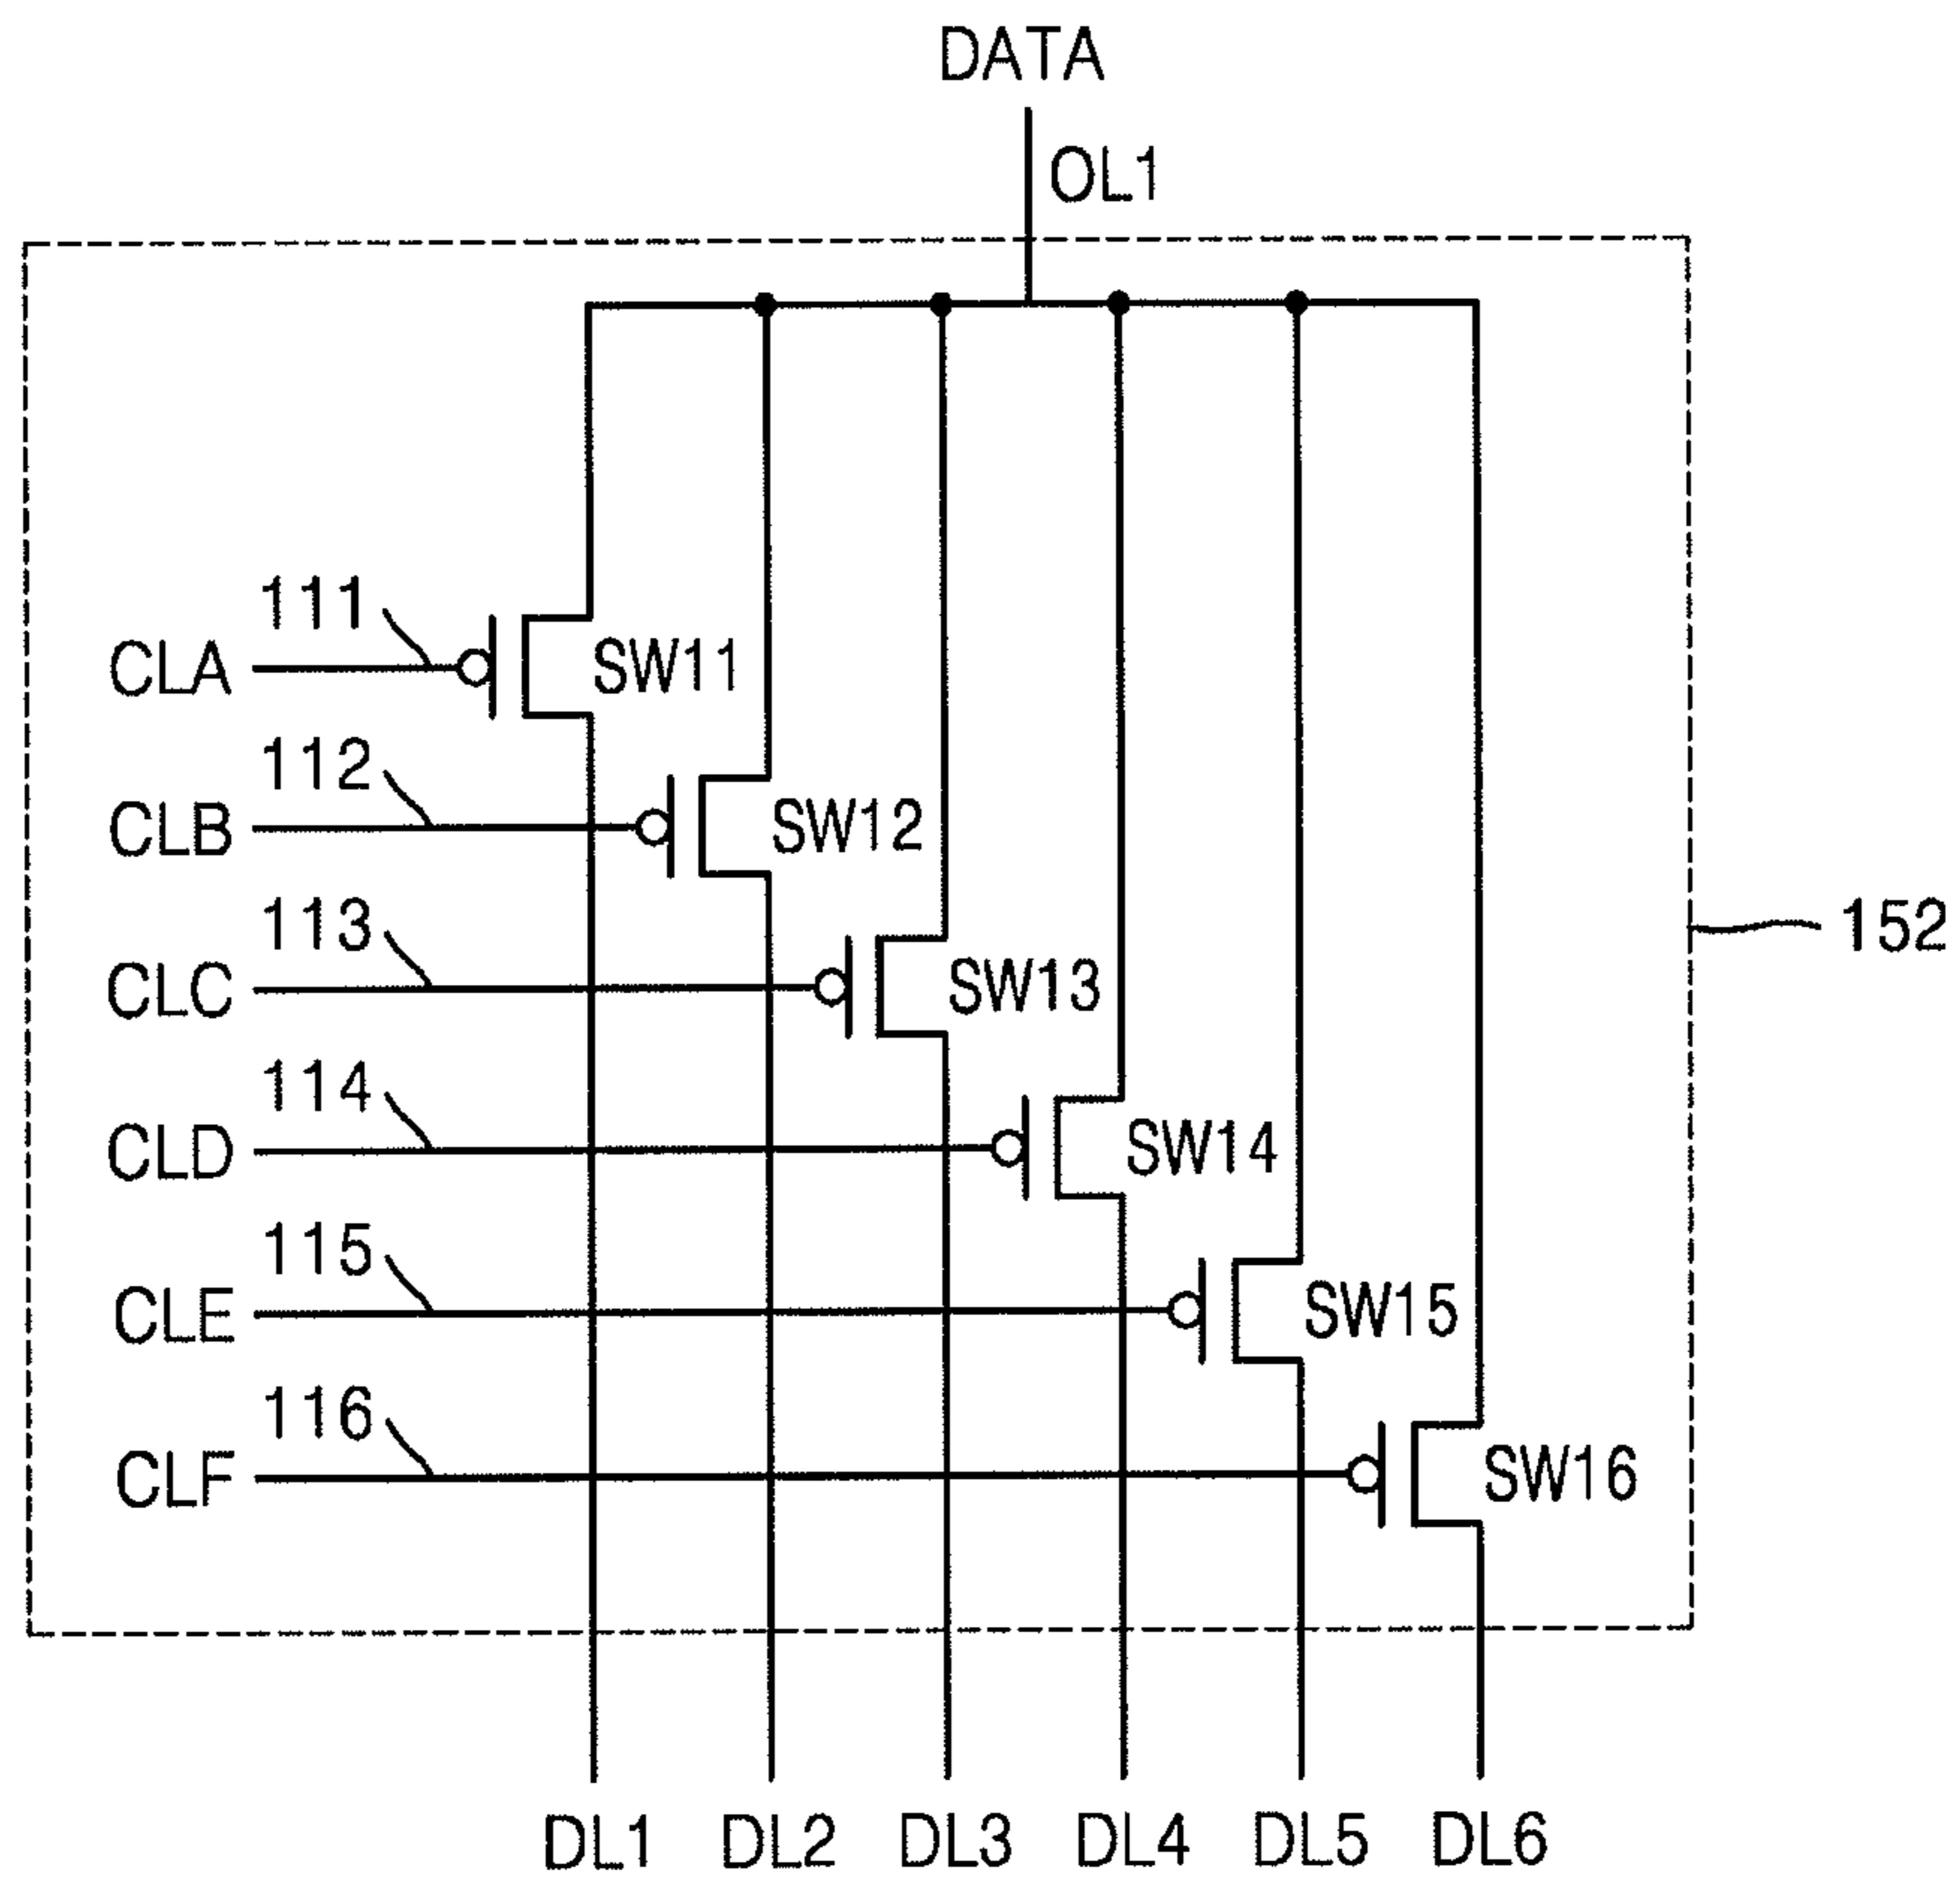 DATA
OL1
111
CLA
SW11
112
CLB
SW12
113
CLC
SW13
152
114
CLD
SW14
115
CLE
SW15
116
CLF
SW16
DL1 DL2 DL3 DL4 DL5 DL6